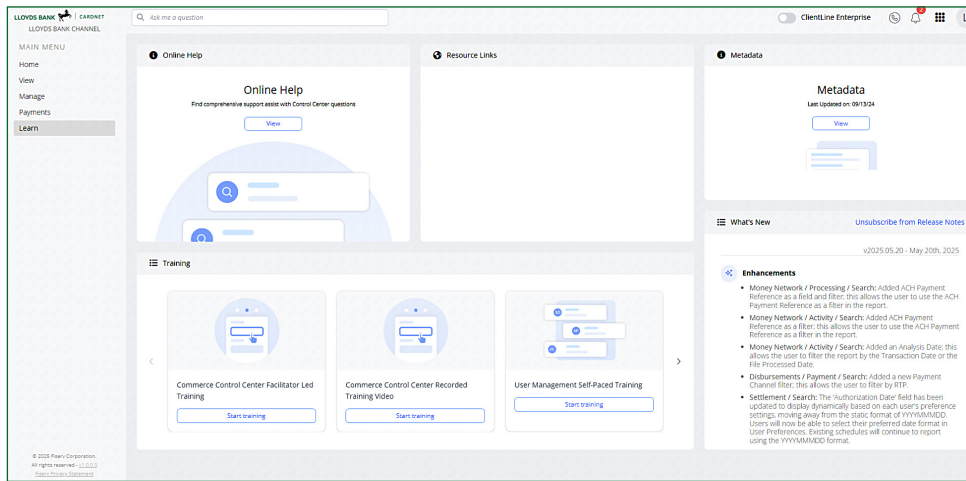 LLOYDS BANK CARDNET
LLOYDS BANK CHANNEL
Ask me a question
ClientLine Enterprise
2
L
MAIN MENU
Home
View
Manage
Payments
Learn
Online Help
Online Help
Find comprehensive support assist with Control Center questions
View
Resource Links
Metadata
Metadata
Last Updated on: 09/13/24
View
Training
Commerce Control Center Facilitator Led
Training
Start training
Commerce Control Center Recorded
Training Video
Start training
User Management Self-Paced Training
Start training
What's New
Unsubscribe from Release Notes
v2025.05.20 - May 20th, 2025
Enhancements
• Money Network / Processing / Search: Added ACH Payment
Reference as a field and filter; this allows the user to use the ACH
Payment Reference as a filter in the report.
• Money Network / Activity / Search: Added ACH Payment
Reference as a filter; this allows the user to use the ACH Payment
Reference as a filter in the report.
• Money Network / Activity / Search: Added an Analysis Date; this
allows the user to filter the report by the Transaction Date or the
File Processed Date.
• Disbursements / Payment / Search: Added a new Payment
Channel filter; this allows the user to filter by RTP.
• Settlement / Search: The 'Authorization Date' field has been
updated to display dynamically based on each user's preference
settings, moving away from the static format of YYYYMMMDD.
Users will now be able to select their preferred date format in
User Preferences. Existing schedules will continue to report
using the YYYYMMMDD format.
© 2025 Fiserv Corporation.
All rights reserved - v1.0.0.0
Fiserv Privacy Statement